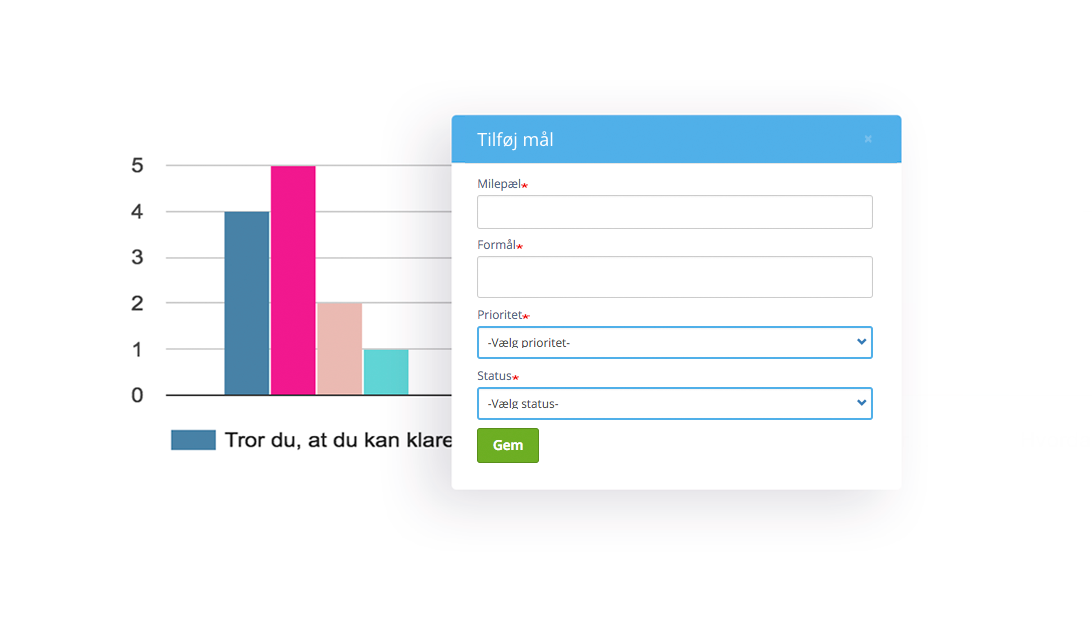 5
4
3
2
1
0
Tror du, at du kan klare
Tilføj mål ×
Milepæl*
Formål*
Prioritet*
-Vælg prioritet-
Status*
-Vælg status-
Gem